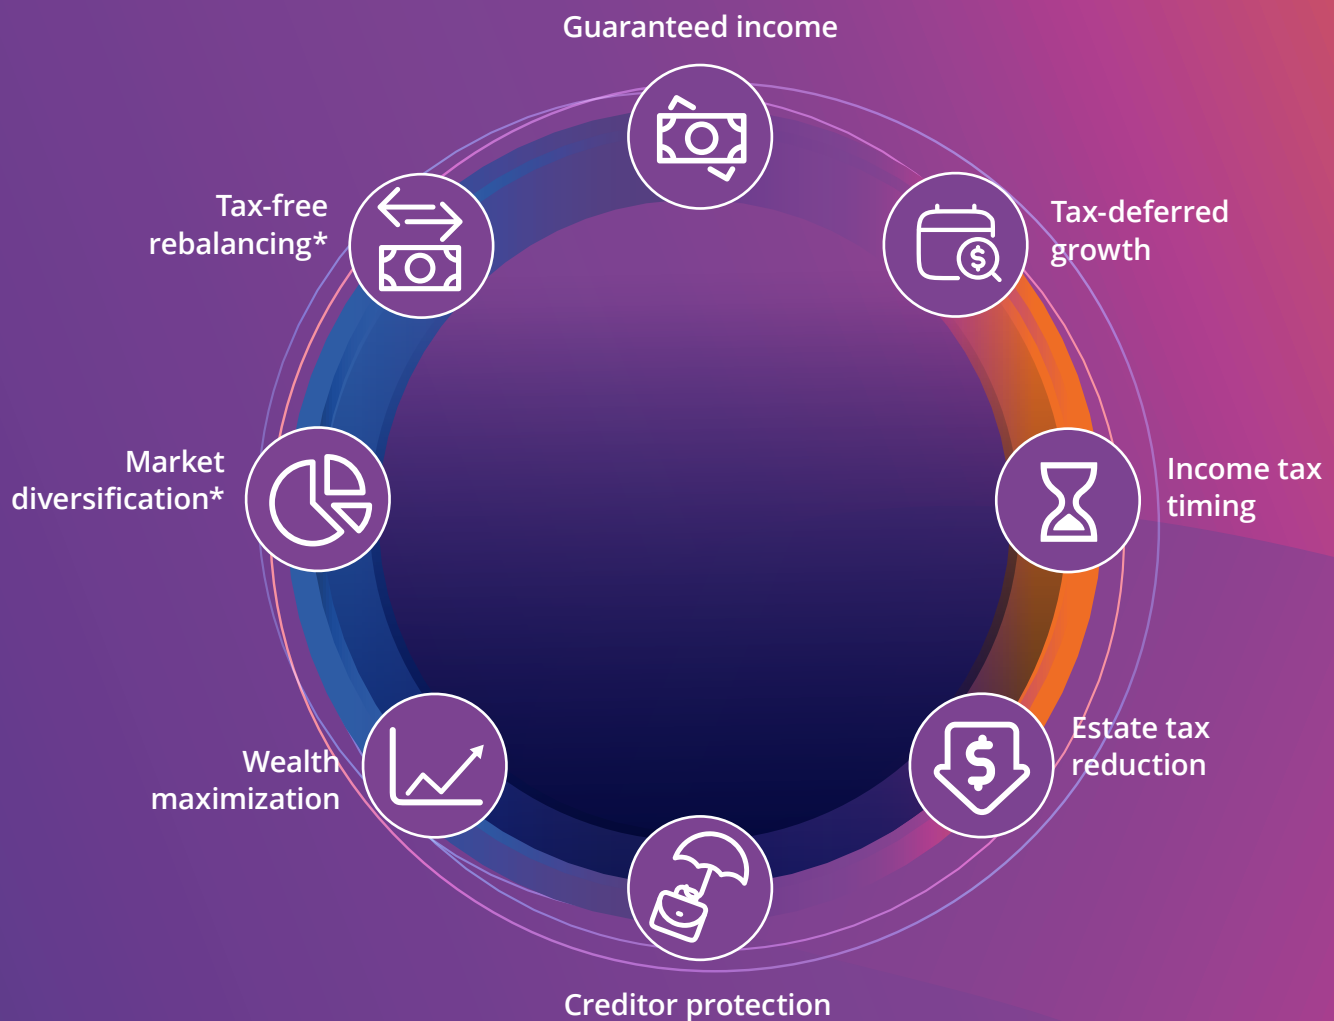 Guaranteed income
Tax-deferred
growth
Income tax
timing
Estate tax
reduction
Creditor protection
Wealth
maximization
Market
diversification*
Tax-free
rebalancing*
$
$